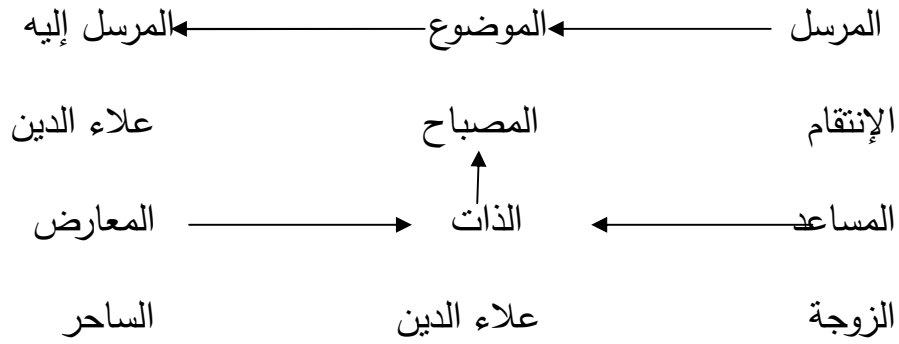 المرسل الموضوع المرسل إليه
الإنتقام المصباح علاء الدين
المساعد الذات المعارض
الزوجة علاء الدين الساحر